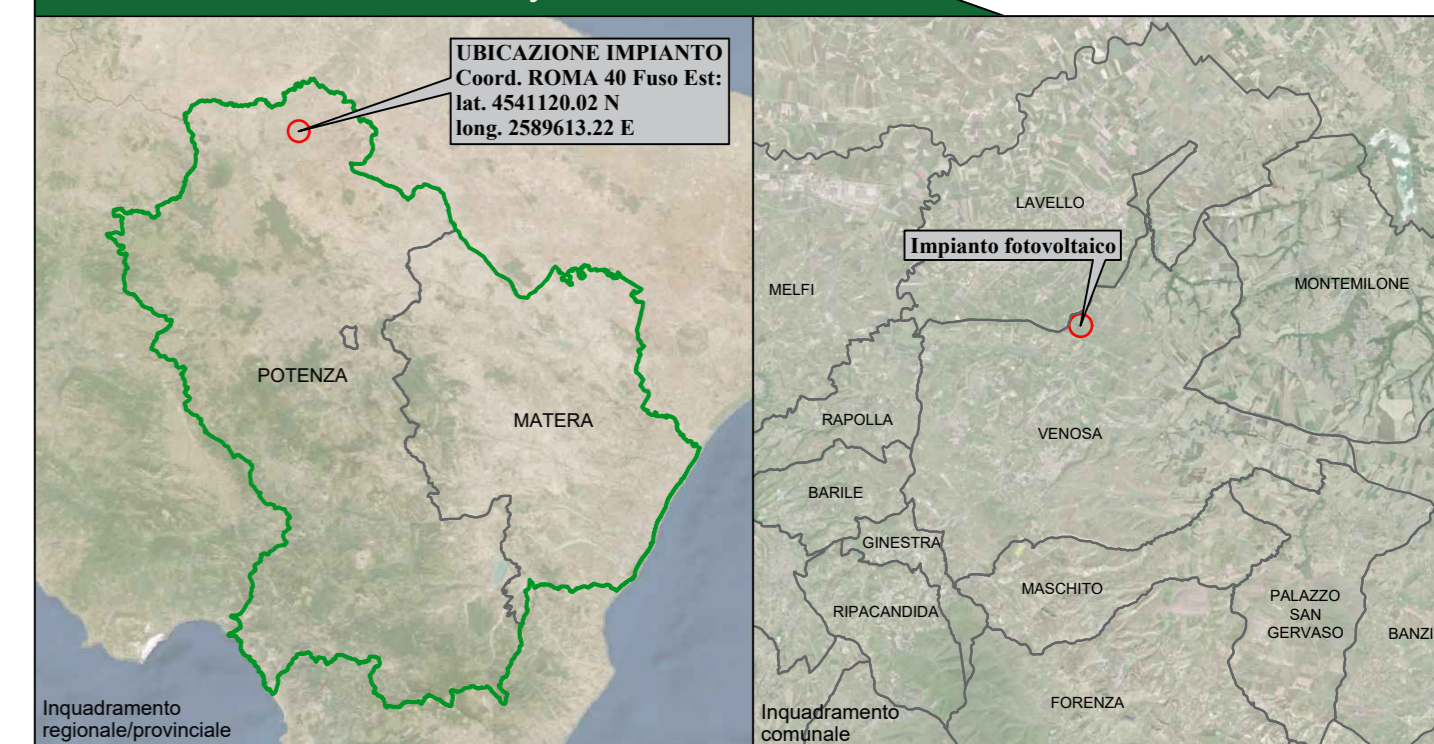 UBICAZIONE IMPIANTO
Coord. ROMA 40 Fuso Est:
lat. 4541120.02 N
long. 2589613.22 E
POTENZA
MATERA
Inquadramento
regionale/provinciale
LAVELLO
Impianto fotovoltaico
MELFI
MONTEMILONE
RAPOLLA
VENOSA
BARILE
GINESTRA
MASCHITO
RIPACANDIDA
PALAZZO
SAN
GERVASO
BANZI
FORENZA
Inquadramento
comunale